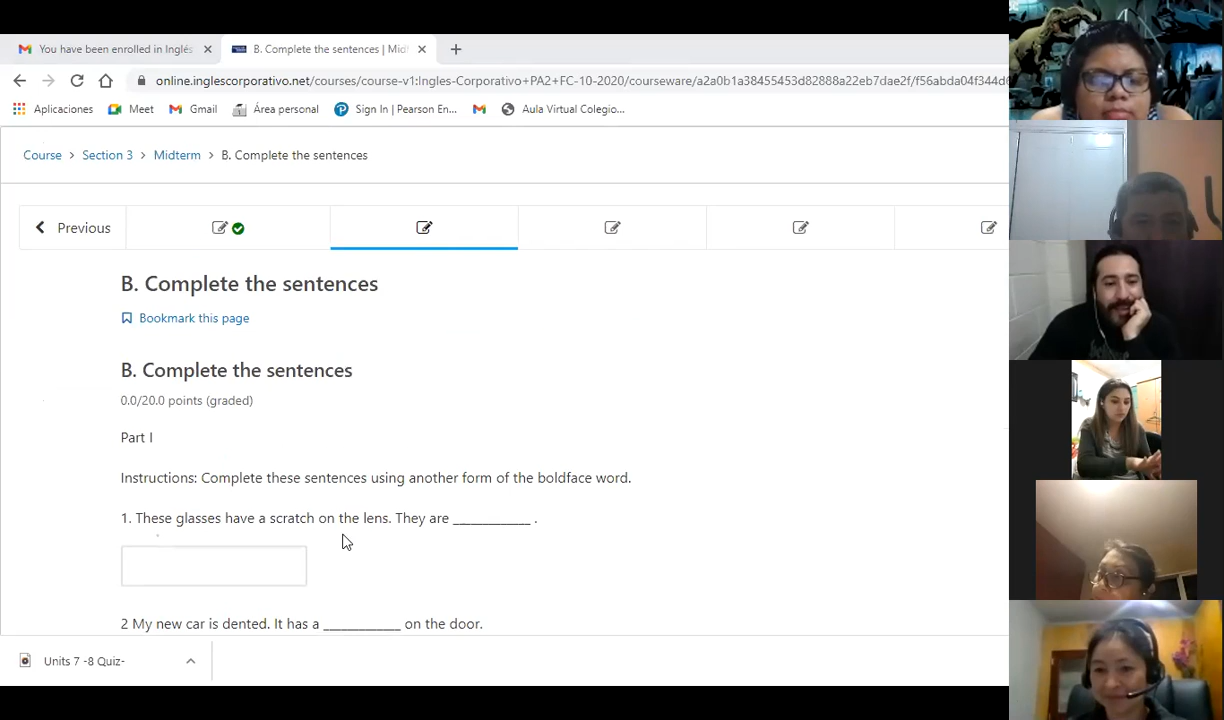 You have been enrolled in Inglés
B. Complete the sentences | Midt
online.inglescorporativo.net/courses/course-v1:Ingles-Corporativo+PA2+FC-10-2020/courseware/a2a0b1a38455453d82888a22eb7dae2f/f56abda04f344d
Aplicaciones
Meet
Gmail
Área personal
Sign In | Pearson En...
Aula Virtual Colegio...
Course > Section 3 > Midterm > B. Complete the sentences
Previous
B. Complete the sentences
Bookmark this page
B. Complete the sentences
0.0/20.0 points (graded)
Part I
Instructions: Complete these sentences using another form of the boldface word.
1. These glasses have a scratch on the lens. They are ____________ .
2 My new car is dented. It has a ____________ on the door.
Units 7 -8 Quiz-